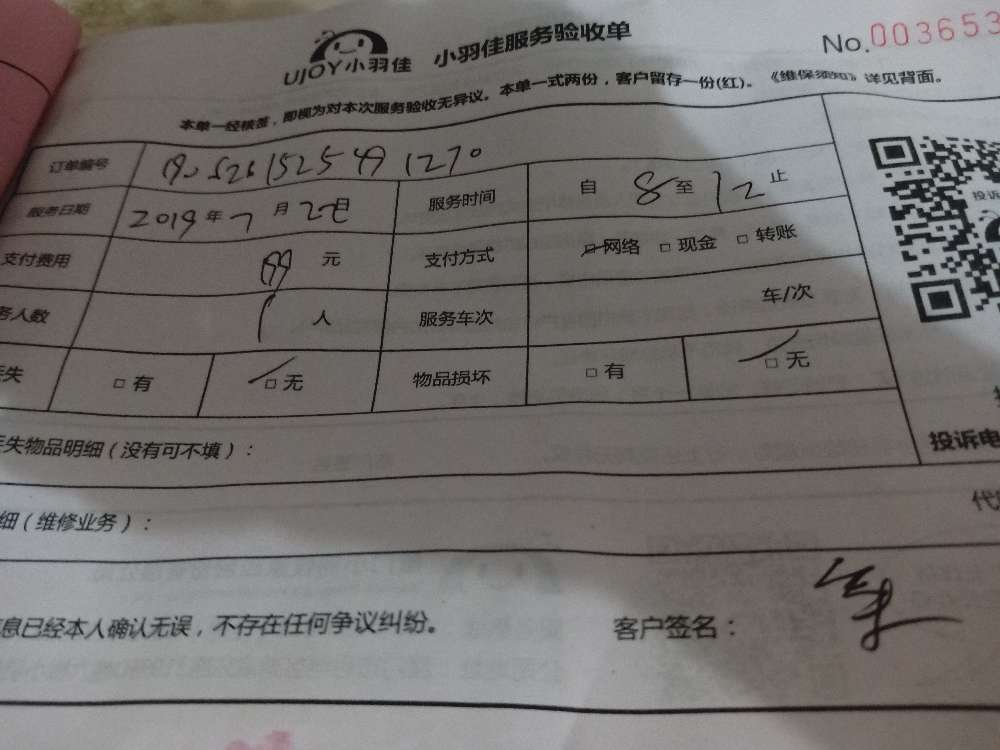 UJOY小羽佳 小羽佳服务验收单 No.003653
本单一经核签，即视为对本次服务验收无异议。本单一式两份，客户留存一份(红)。《维保须知》详见背面。
订单编号
服务日期 2019年7月 日 服务时间 自 8 至 12 止
支付费用 元 支付方式 □网络 □现金 □转账
务人数 1 人 服务车次 车/次
失 □有 □无 物品损坏 □有 □无
投诉
失物品明细（没有可不填）： 投诉电
细（维修业务）：
息已经本人确认无误，不存在任何争议纠纷。 客户签名：